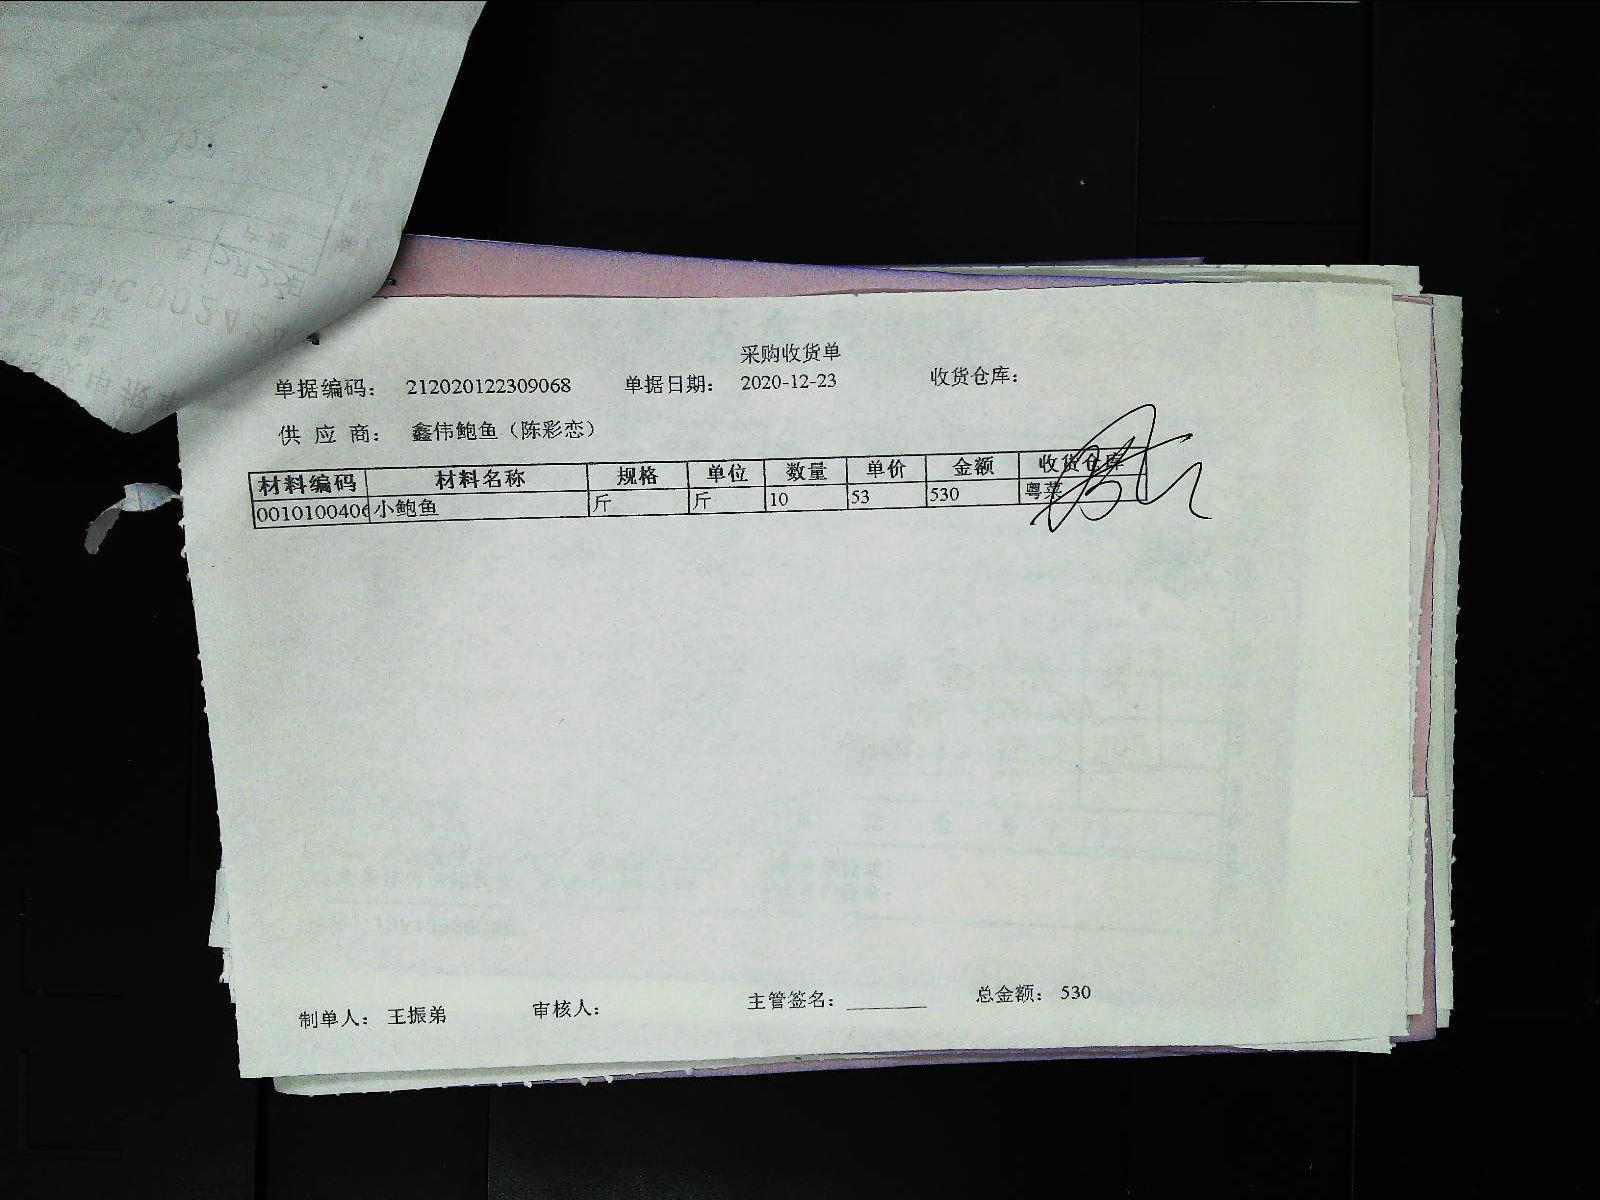 采购收货单
单据编码： 212020122309068 单据日期： 2020-12-23 收货仓库：
供 应 商： 鑫伟鲍鱼（陈彩恋）
材料编码 材料名称 规格 单位 数量 单价 金额 收货仓库
0010100406 小鲍鱼 斤 斤 10 53 530 粤菜
制单人： 王振弟 审核人： 主管签名： 总金额： 530